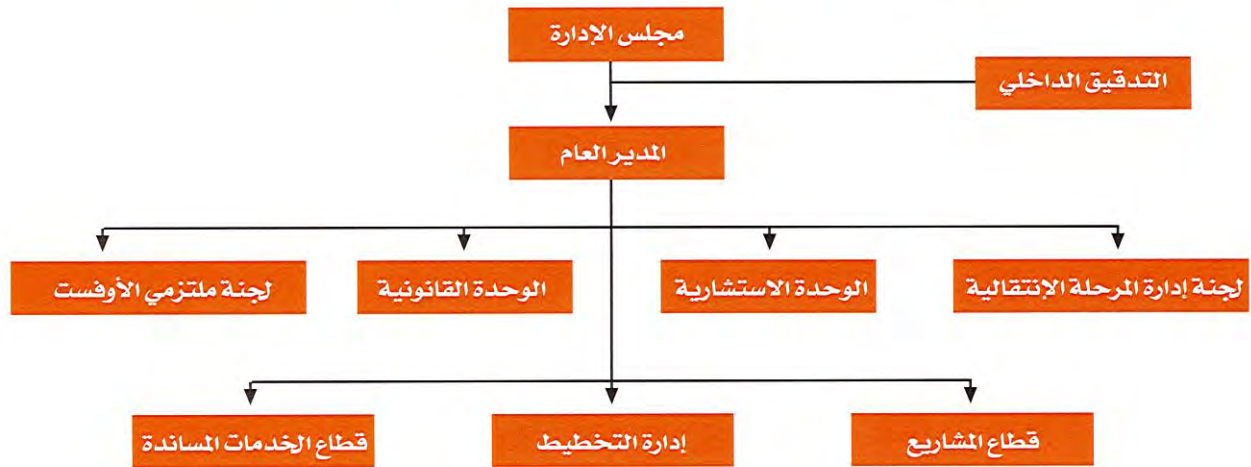 مجلس الإدارة
التدقيق الداخلي
المدير العام
لجنة إدارة المرحلة الإنتقالية
الوحدة الاستشارية
الوحدة القانونية
لجنة ملتزمي الأوفست
قطاع المشاريع
إدارة التخطيط
قطاع الخدمات المساندة